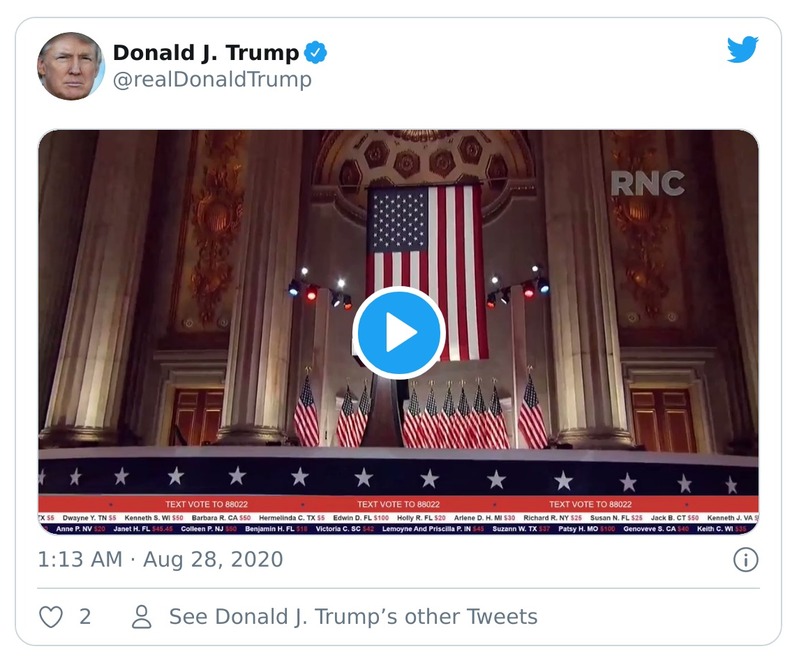 Donald J. Trump
@realDonaldTrump
RNC
TEXT VOTE TO 88022 TEXT VOTE TO 88022 TEXT VOTE TO 88022
TX $5 Dwayne Y. TN $5 Kenneth S. WI $50 Barbara R. CA $50 Hermelinda C. TX $5 Edwin D. FL $100 Holly R. FL $20 Arlene D. H. MI $30 Richard R. NY $25 Susan N. FL $25 Jack B. CT $50 Kenneth J. VA
Anne P. NV $20 Janet H. FL $45.45 Colleen P. NJ $50 Benjamin H. FL Victoria C. SC $42 Lemoyne And Priscilla P. IN $45 Suzann W. TX Patsy H. MO $100 Genoveve S. CA Keith C. WI
1:13 AM · Aug 28, 2020
2 See Donald J. Trump’s other Tweets